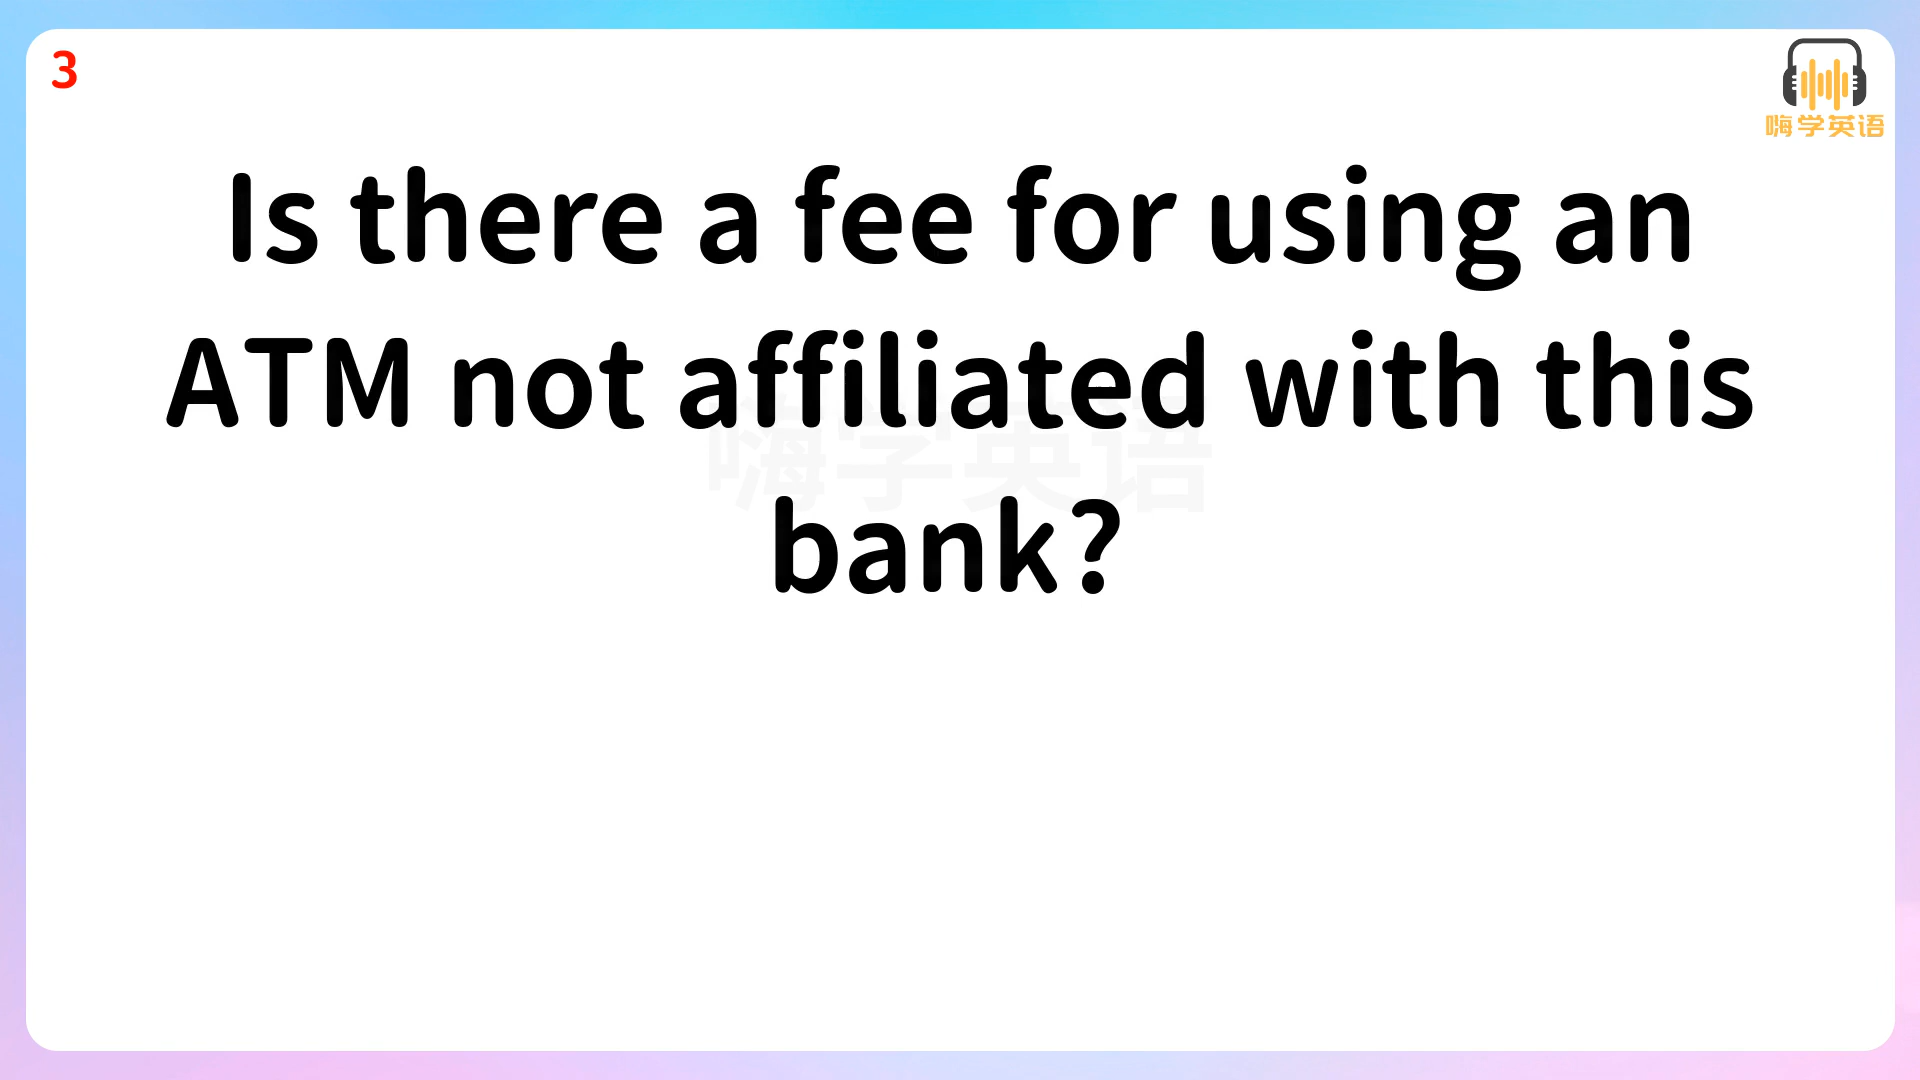 3
嗨学英语
Is there a fee for using an
ATM not affiliated with this
嗨学英语
bank?